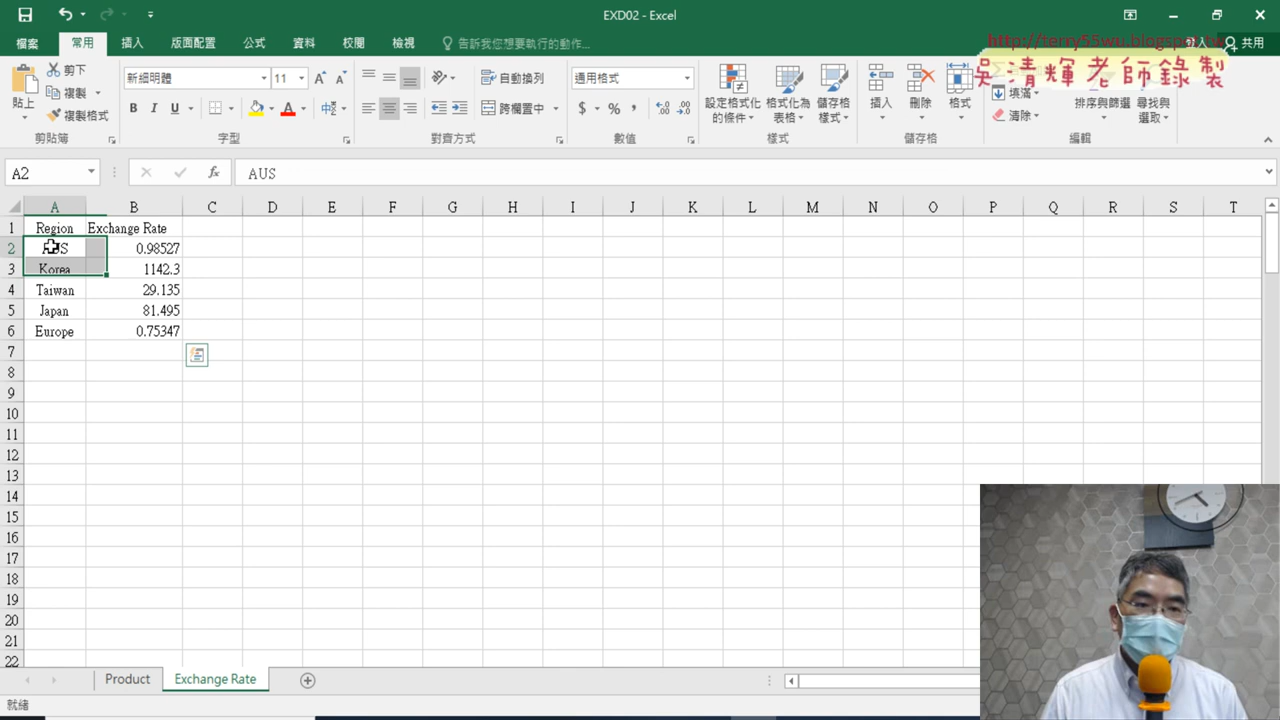 EXD02 - Excel
http://terry55wu.blogspot.tw
共用
吳清輝老師錄製
檔案 常用 插入 版面配置 公式 資料 校閱 檢視 告訴我您想要執行的動作...
貼上 剪下 複製 複製格式 剪貼簿
新細明體 11 B I U 字型
自動換列 跨欄置中 對齊方式
通用格式 $ % , 數值
設定格式化的條件 格式化為表格 儲存格樣式 樣式
插入 刪除 格式 儲存格
填滿 清除 排序與篩選 尋找與選取 編輯
A2 fx AUS
A B C D E F G H I J K L M N O P Q R S T
1 Region Exchange Rate
2 AUS 0.98527
3 Korea 1142.3
4 Taiwan 29.135
5 Japan 81.495
6 Europe 0.75347
7
8
9
10
11
12
13
14
15
16
17
18
19
20
21
22
Product Exchange Rate
就緒